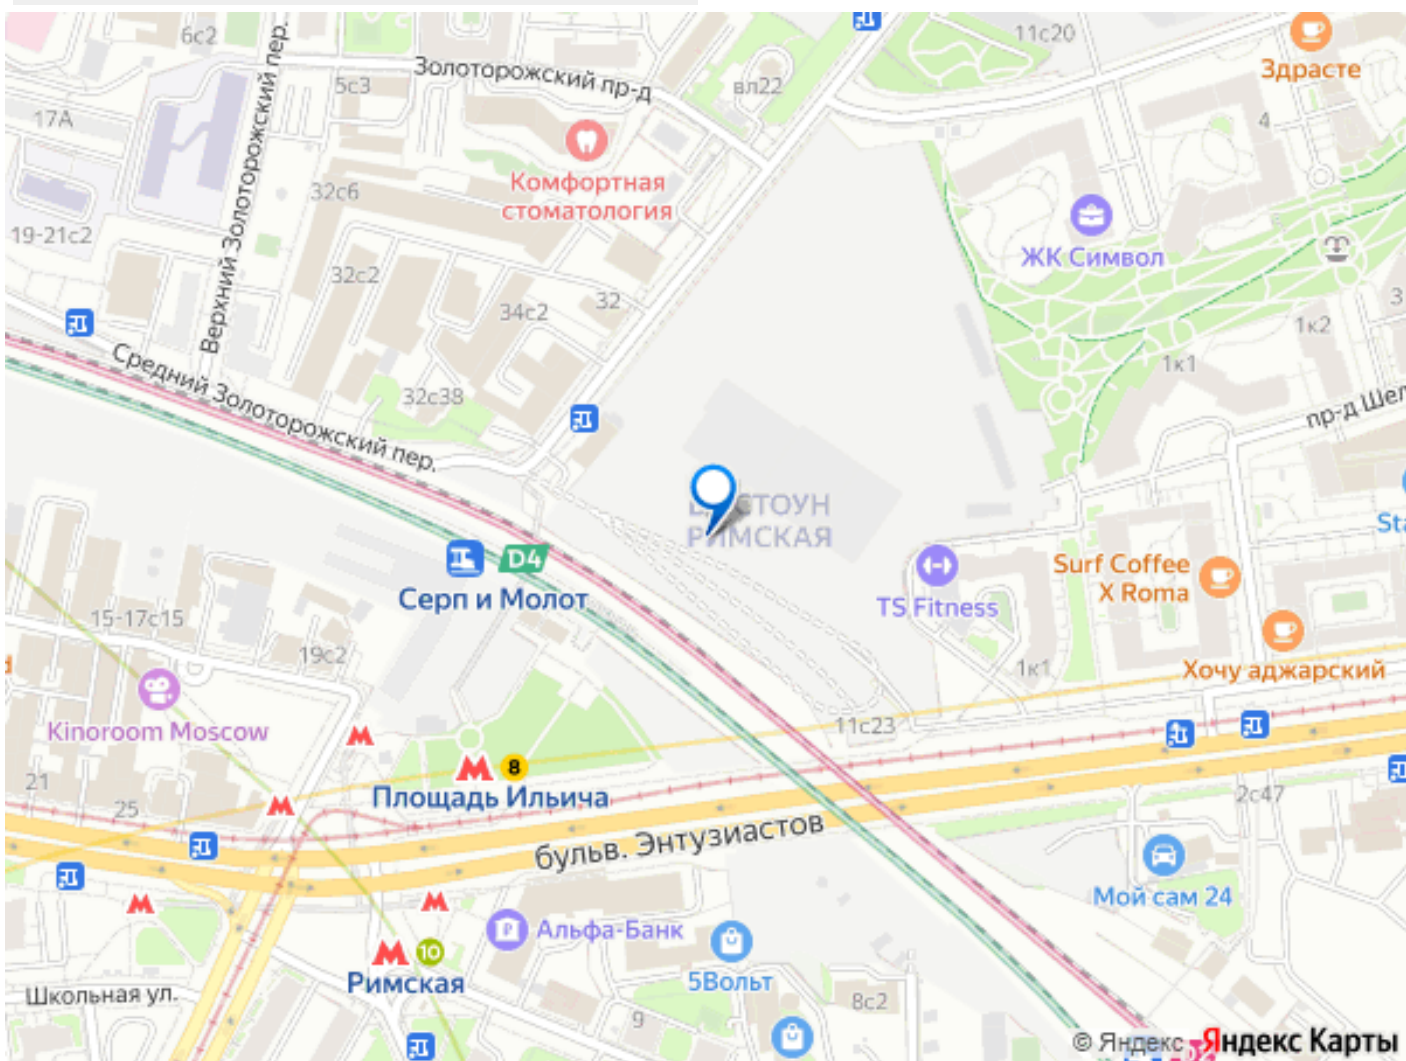 6с2
11с20
Здрасте
Золоторожский пр-д
5с3
вл22
17А
4
Верхний Золоторожский пер.
Комфортная
стоматология
32с6
19-21с2
ЖК Символ
32с2
32
34с2
3
1к2
1к1
Средний Золоторожский пер.
32с38
пр-д Шел
СТОУН
РИМСКАЯ
D4
Серп и Молот
TS Fitness
Surf Coffee
X Roma
Sta
15-17с15
19с2
1к1
Хочу аджарский
Kinoroom Moscow
11с23
8
Площадь Ильича
21
25
2с47
бульв. Энтузиастов
Мой сам 24
Альфа-Банк
10
Римская
5Вольт
Школьная ул.
9
8с2
© Яндекс
Яндекс Карты